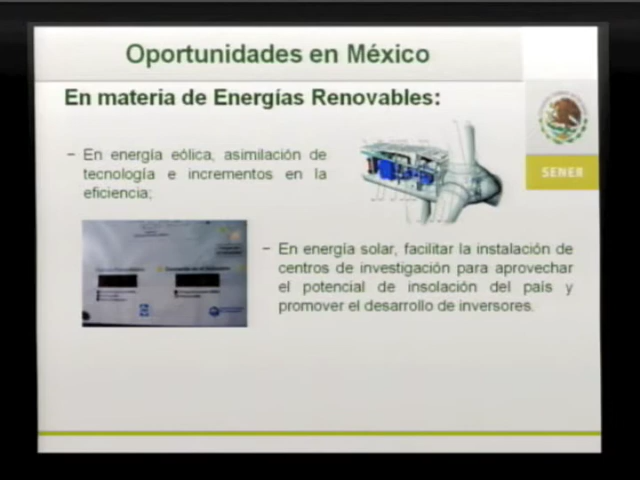 Oportunidades en México
En materia de Energías Renovables:
SENER
– En energía eólica, asimilación de
tecnología e incrementos en la
eficiencia;
– En energía solar, facilitar la instalación de
centros de investigación para aprovechar
el potencial de insolación del país y
promover el desarrollo de inversores.